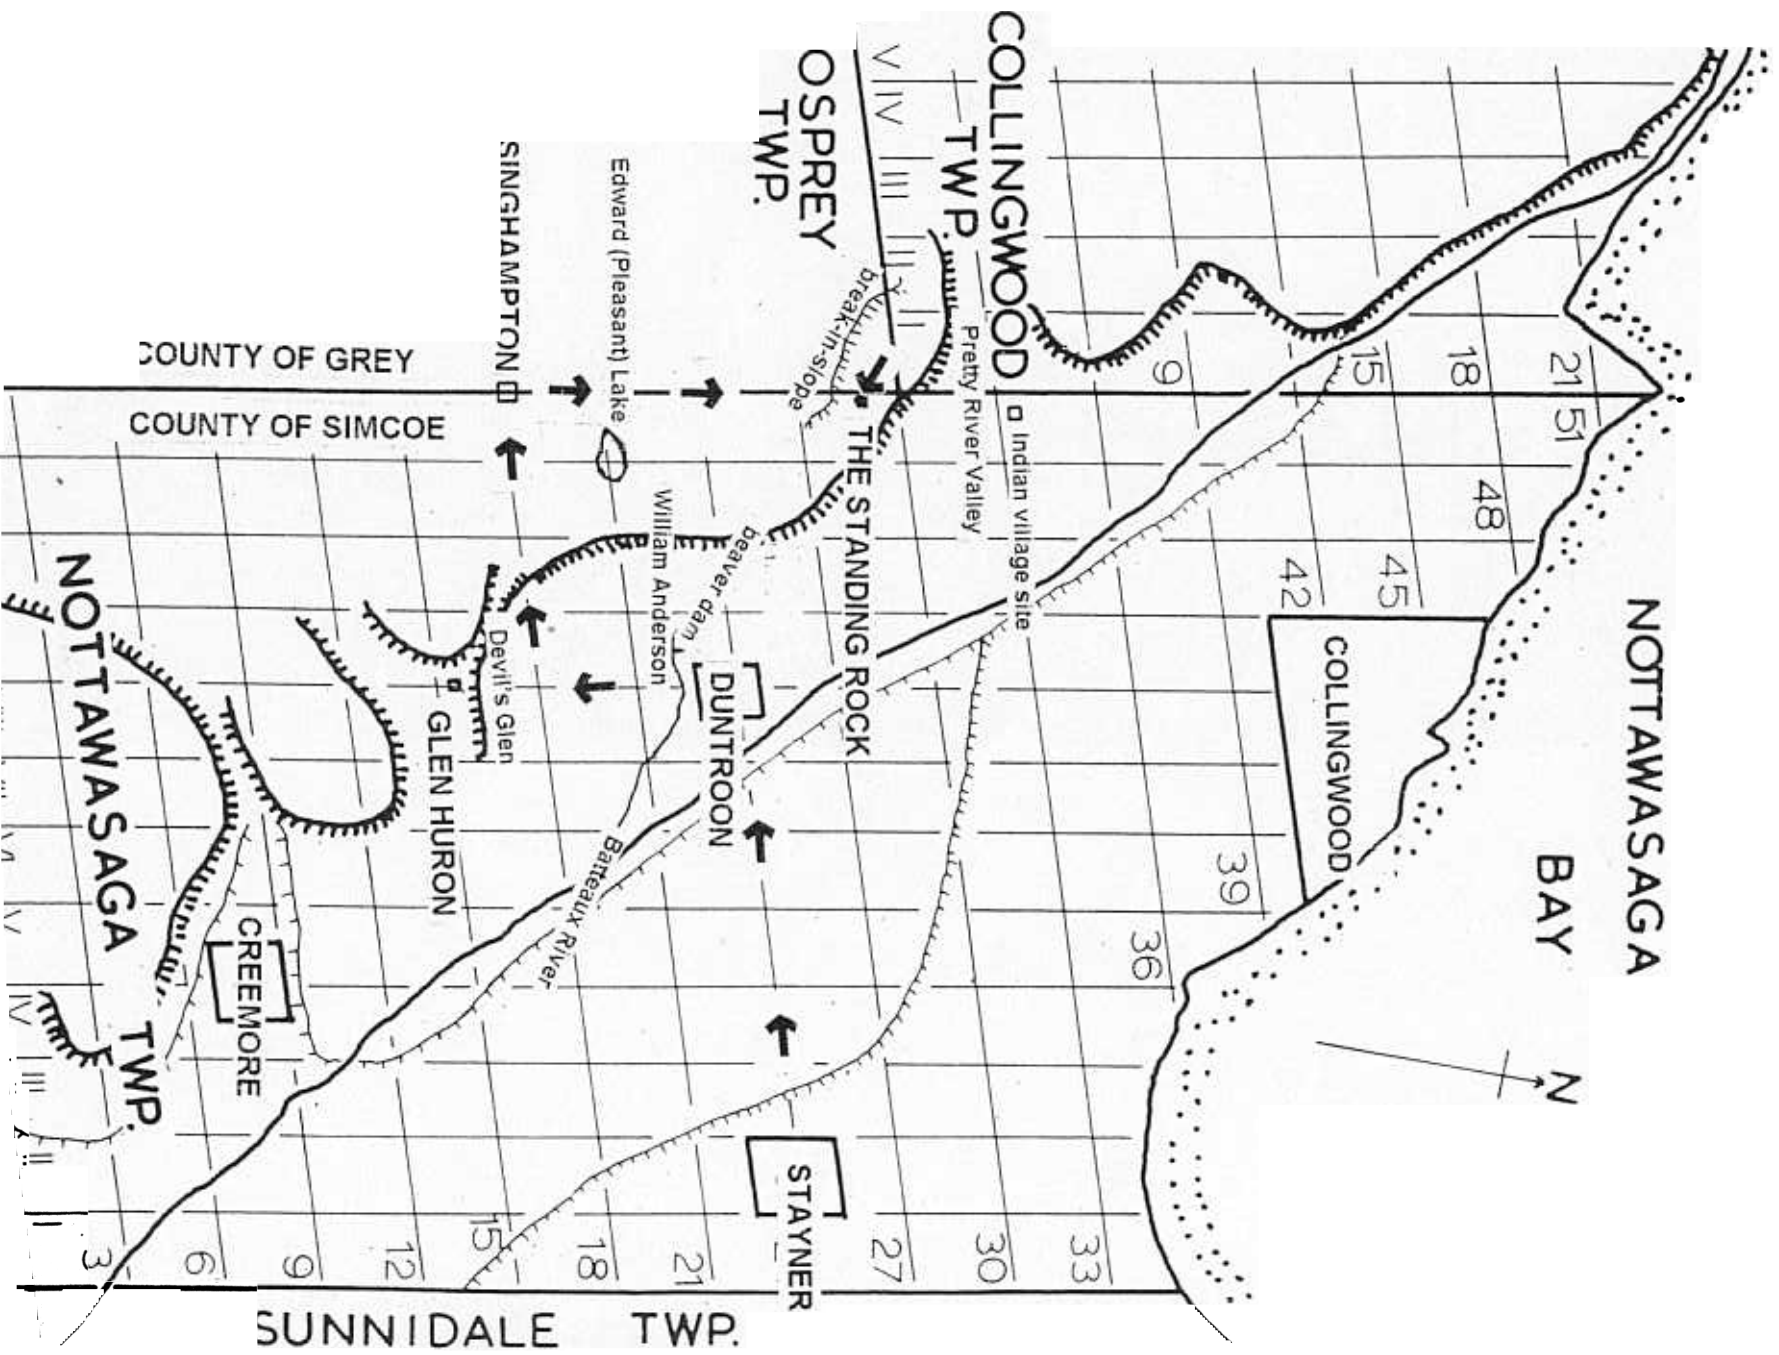 COLLINGWOOD
TWP.
OSPREY
TWP.
V
IV
III
II
I
SINGHAMPTON
Edward (Pleasant) Lake
break-in-slope
Pretty River Valley
COUNTY OF GREY
COUNTY OF SIMCOE
9
15
18
21
51
48
45
42
39
36
33
30
27
21
18
15
12
9
6
3
Indian village site
THE STANDING ROCK
William Anderson
beaver dam
Devil's Glen
GLEN HURON
DUNTROON
Batteaux River
COLLINGWOOD
NOTTAWASAGA
BAY
N
NOTTAWASAGA TWP.
CREEMORE
STAYNER
IV
III
II
I
SUNNIDALE TWP.